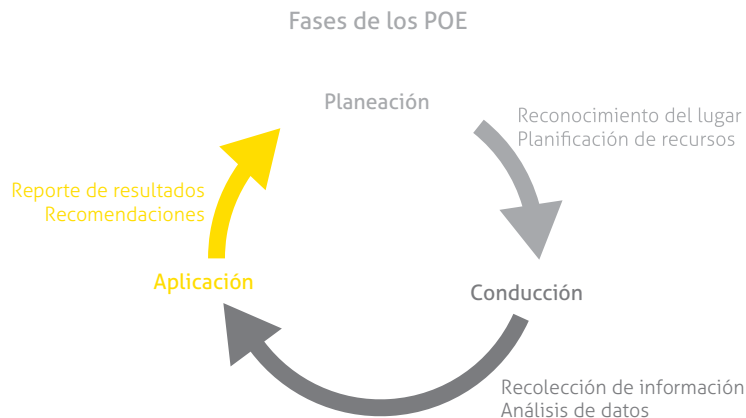 Fases de los POE
Planeación
Reconocimiento del lugar
Planificación de recursos
Reporte de resultados
Recomendaciones
Aplicación
Conducción
Recolección de información
Análisis de datos